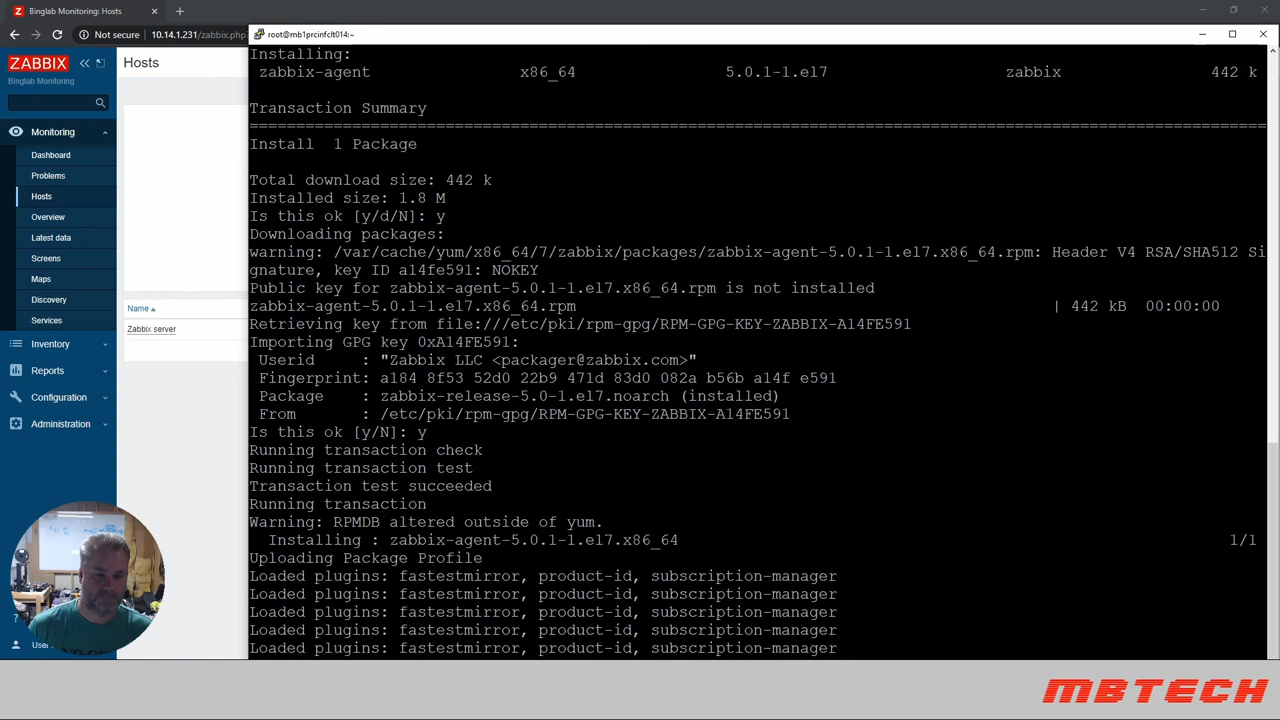 Binglab Monitoring: Hosts
Not secure | 10.14.1.231/zabbix.php?
root@mb1prcinfclt014:~
ZABBIX
Binglab Monitoring
Monitoring
Dashboard
Problems
Hosts
Overview
Latest data
Screens
Maps
Discovery
Services
Inventory
Reports
Configuration
Administration
User
Hosts
Name
Zabbix server
Installing:
zabbix-agent x86_64 5.0.1-1.el7 zabbix 442 k
Transaction Summary
================================================================================
Install 1 Package
Total download size: 442 k
Installed size: 1.8 M
Is this ok [y/d/N]: y
Downloading packages:
warning: /var/cache/yum/x86_64/7/zabbix/packages/zabbix-agent-5.0.1-1.el7.x86_64.rpm: Header V4 RSA/SHA512 Si
gnature, key ID a14fe591: NOKEY
Public key for zabbix-agent-5.0.1-1.el7.x86_64.rpm is not installed
zabbix-agent-5.0.1-1.el7.x86_64.rpm | 442 kB 00:00:00
Retrieving key from file:///etc/pki/rpm-gpg/RPM-GPG-KEY-ZABBIX-A14FE591
Importing GPG key 0xA14FE591:
Userid : "Zabbix LLC <packager@zabbix.com>"
Fingerprint: a184 8f53 52d0 22b9 471d 83d0 082a b56b a14f e591
Package : zabbix-release-5.0-1.el7.noarch (installed)
From : /etc/pki/rpm-gpg/RPM-GPG-KEY-ZABBIX-A14FE591
Is this ok [y/N]: y
Running transaction check
Running transaction test
Transaction test succeeded
Running transaction
Warning: RPMDB altered outside of yum.
Installing : zabbix-agent-5.0.1-1.el7.x86_64 1/1
Uploading Package Profile
Loaded plugins: fastestmirror, product-id, subscription-manager
Loaded plugins: fastestmirror, product-id, subscription-manager
Loaded plugins: fastestmirror, product-id, subscription-manager
Loaded plugins: fastestmirror, product-id, subscription-manager
Loaded plugins: fastestmirror, product-id, subscription-manager
MBTECH